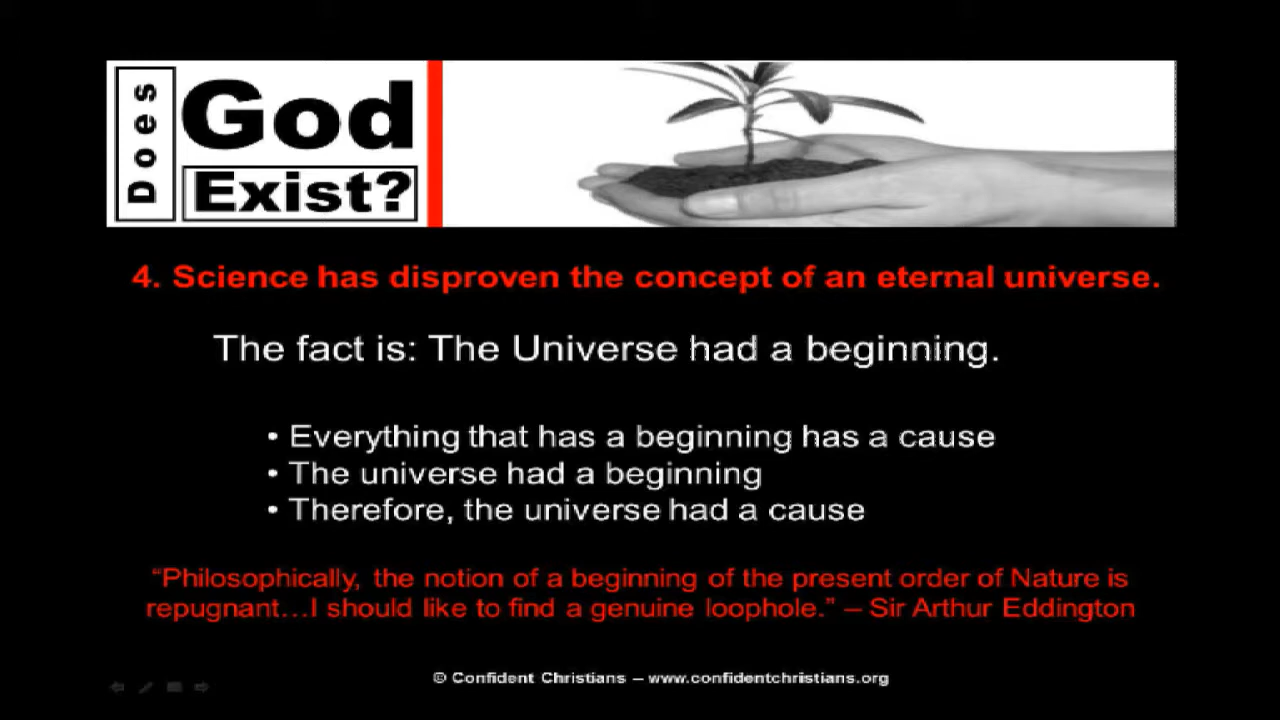 Does
God
Exist?
4. Science has disproven the concept of an eternal universe.
The fact is: The Universe had a beginning.
• Everything that has a beginning has a cause
• The universe had a beginning
• Therefore, the universe had a cause
“Philosophically, the notion of a beginning of the present order of Nature is
repugnant…I should like to find a genuine loophole.” – Sir Arthur Eddington
© Confident Christians – www.confidentchristians.org